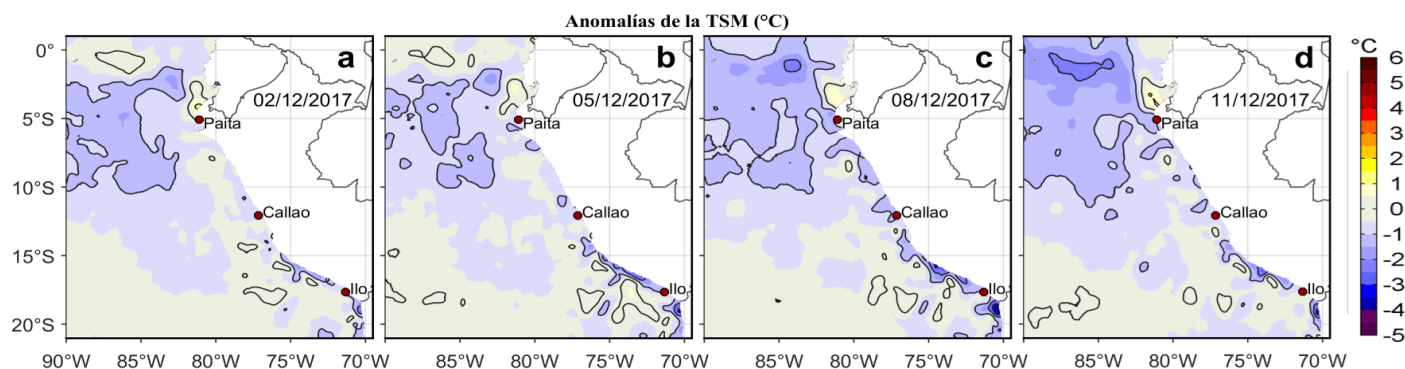 Anomalías de la TSM (°C)
a
b
c
d
02/12/2017
05/12/2017
08/12/2017
11/12/2017
Paita
Paita
Paita
Paita
Callao
Callao
Callao
Callao
Ilo
Ilo
Ilo
Ilo
0°
5°S
10°S
15°S
20°S
90°W 85°W 80°W 75°W 70°W
85°W 80°W 75°W 70°W
85°W 80°W 75°W 70°W
85°W 80°W 75°W 70°W
°C
6
5
4
3
2
1
0
-1
-2
-3
-4
-5